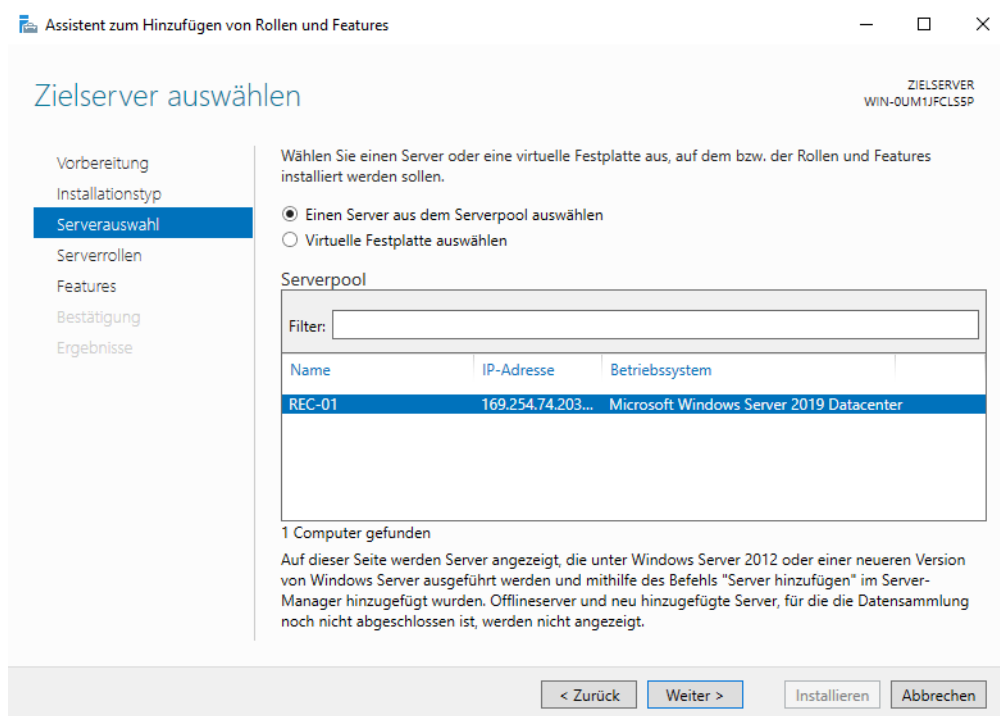 Assistent zum Hinzufügen von Rollen und Features
Zielserver auswählen
ZIELSERVER
WIN-0UM1JFCLS5P
Vorbereitung
Installationstyp
Serverauswahl
Serverrollen
Features
Bestätigung
Ergebnisse
Wählen Sie einen Server oder eine virtuelle Festplatte aus, auf dem bzw. der Rollen und Features
installiert werden sollen.
Einen Server aus dem Serverpool auswählen
Virtuelle Festplatte auswählen
Serverpool
Filter:
Name IP-Adresse Betriebssystem
REC-01 169.254.74.203... Microsoft Windows Server 2019 Datacenter
1 Computer gefunden
Auf dieser Seite werden Server angezeigt, die unter Windows Server 2012 oder einer neueren Version
von Windows Server ausgeführt werden und mithilfe des Befehls "Server hinzufügen" im Server-
Manager hinzugefügt wurden. Offlineserver und neu hinzugefügte Server, für die die Datensammlung
noch nicht abgeschlossen ist, werden nicht angezeigt.
< Zurück Weiter > Installieren Abbrechen